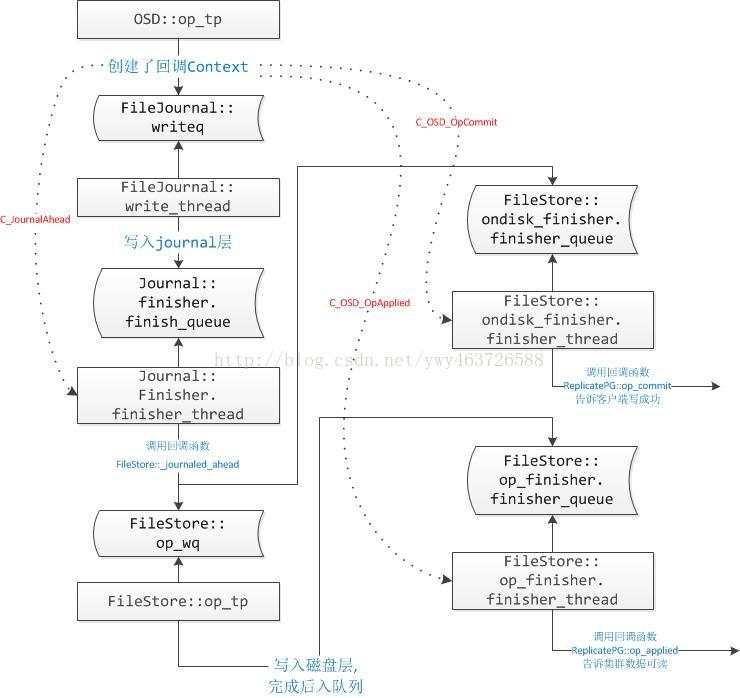 OSD::op_tp
创建了回调Context
FileJournal::
writeq
C_OSD_OpCommit
FileJournal::
write_thread
C_JournalAhead
写入journal层
FileStore::
ondisk_finisher.
finisher_queue
Journal::
finisher.
finish_queue
C_OSD_OpApplied
FileStore::
ondisk_finisher.
finisher_thread
http://blog.csdn.net/ywy463726588
Journal::
Finisher.
finisher_thread
调用回调函数
ReplicatePG::op_commit
告诉客户端写成功
调用回调函数
FileStore::_journaled_ahead
FileStore::
op_finisher.
finisher_queue
FileStore::
op_wq
FileStore::op_tp
FileStore::
op_finisher.
finisher_thread
调用回调函数
ReplicatePG::op_applied
告诉集群数据可读
写入磁盘层,
完成后入队列